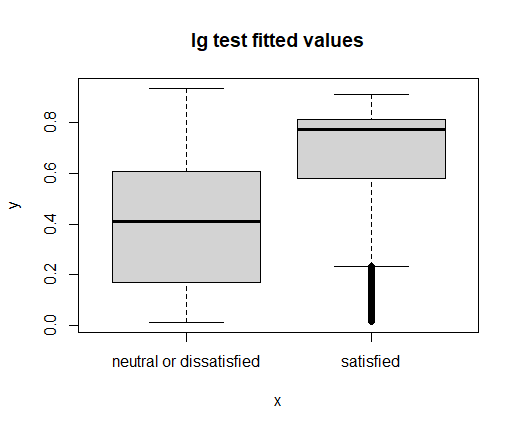 lg test fitted values
y
0.8
0.6
0.4
0.2
0.0
neutral or dissatisfied
satisfied
x